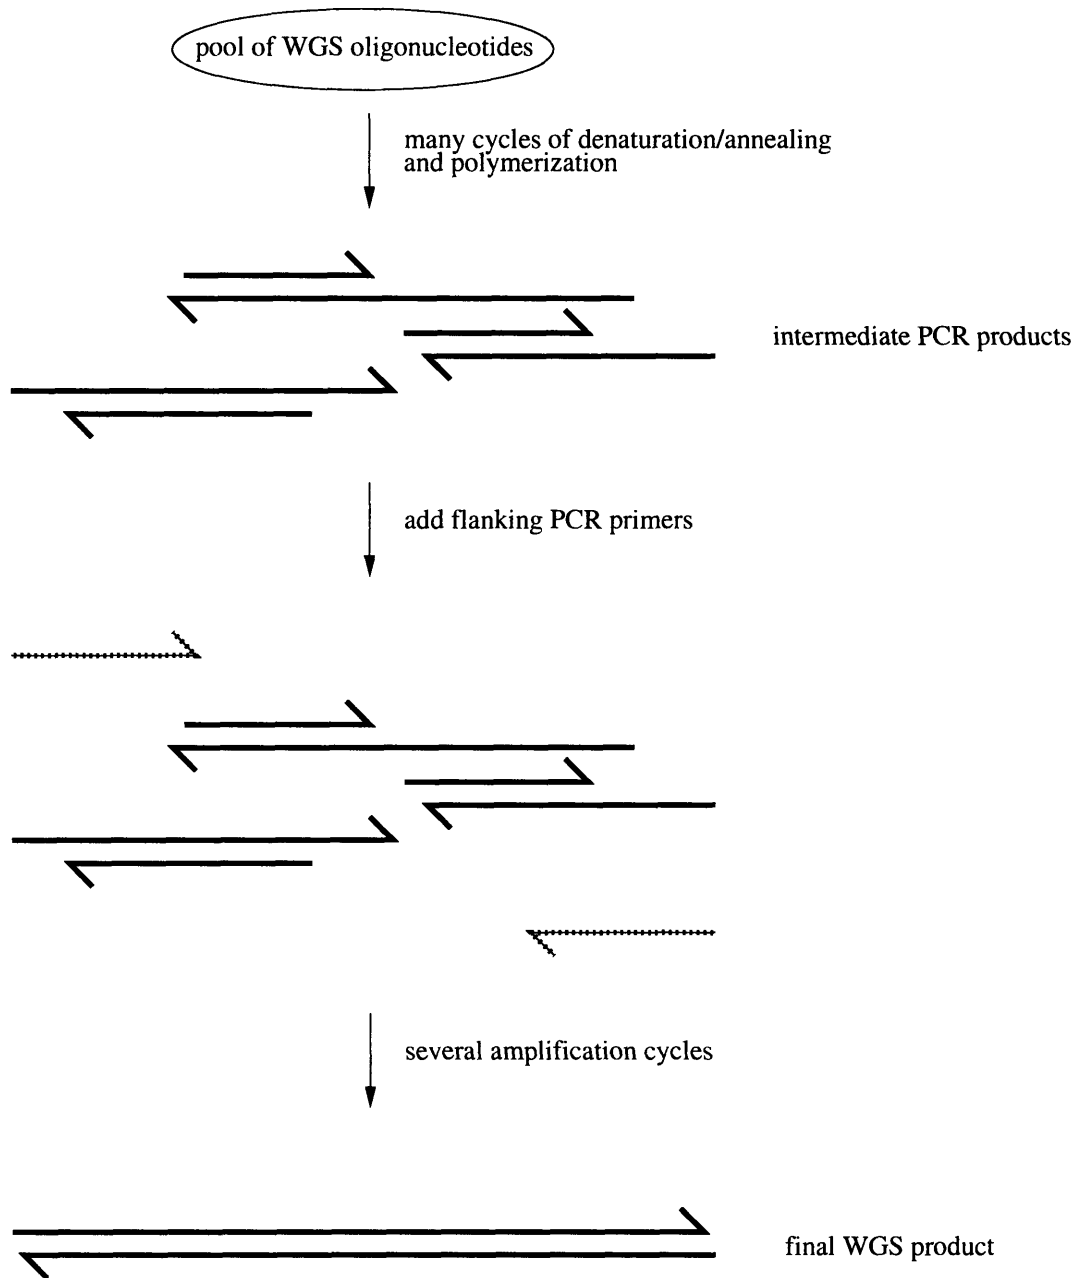 pool of WGS oligonucleotides
many cycles of denaturation/annealing
and polymerization
intermediate PCR products
add flanking PCR primers
several amplification cycles
final WGS product